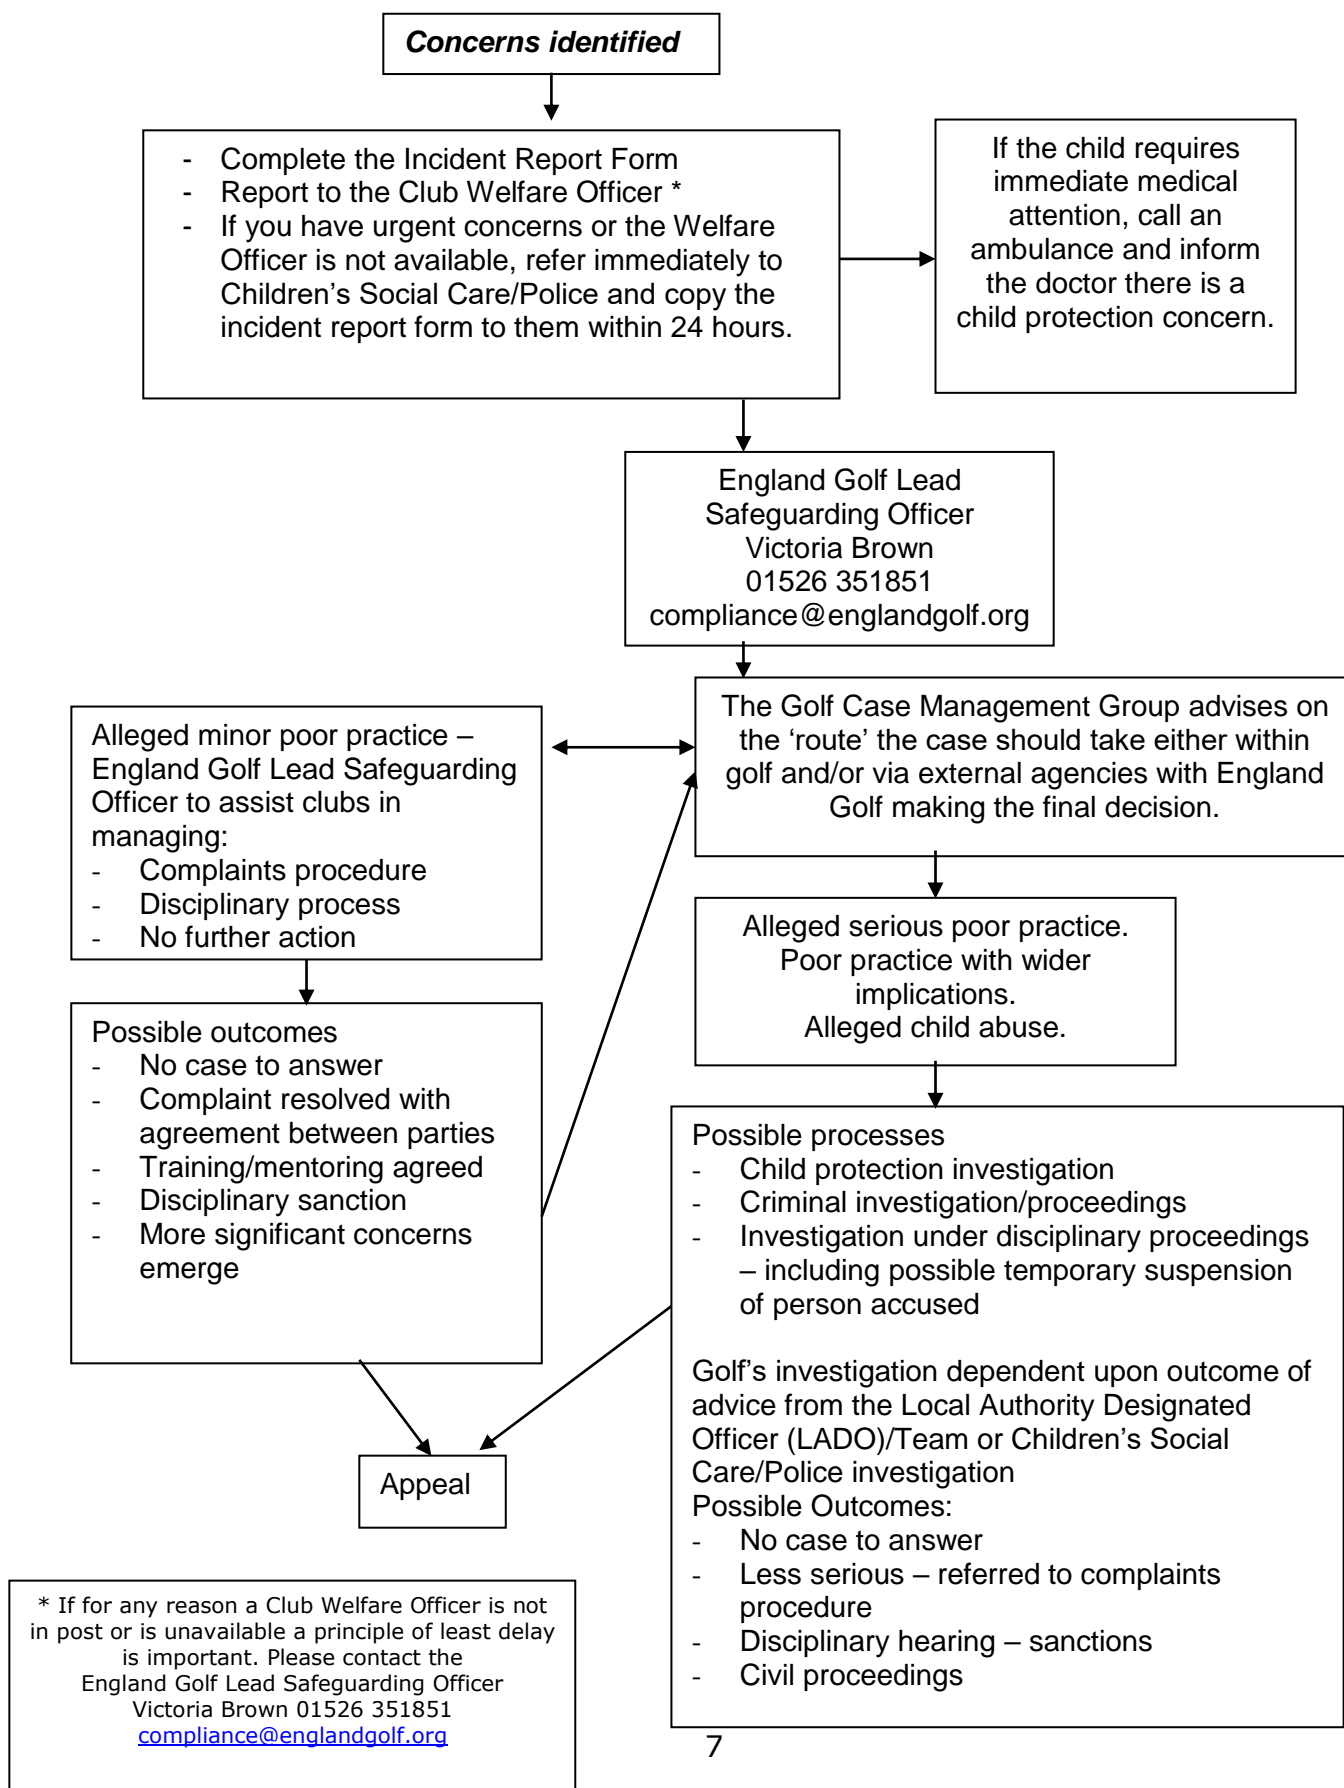 Concerns identified
- Complete the Incident Report Form
- Report to the Club Welfare Officer *
- If you have urgent concerns or the Welfare
Officer is not available, refer immediately to
Children’s Social Care/Police and copy the
incident report form to them within 24 hours.
If the child requires
immediate medical
attention, call an
ambulance and inform
the doctor there is a
child protection concern.
England Golf Lead
Safeguarding Officer
Victoria Brown
01526 351851
compliance@englandgolf.org
The Golf Case Management Group advises on
the ‘route’ the case should take either within
golf and/or via external agencies with England
Golf making the final decision.
Alleged minor poor practice –
England Golf Lead Safeguarding
Officer to assist clubs in
managing:
- Complaints procedure
- Disciplinary process
- No further action
Alleged serious poor practice.
Poor practice with wider
implications.
Alleged child abuse.
Possible outcomes
- No case to answer
- Complaint resolved with
agreement between parties
- Training/mentoring agreed
- Disciplinary sanction
- More significant concerns
emerge
Possible processes
- Child protection investigation
- Criminal investigation/proceedings
- Investigation under disciplinary proceedings
– including possible temporary suspension
of person accused
Golf’s investigation dependent upon outcome of
advice from the Local Authority Designated
Officer (LADO)/Team or Children’s Social
Care/Police investigation
Possible Outcomes:
- No case to answer
- Less serious – referred to complaints
procedure
- Disciplinary hearing – sanctions
- Civil proceedings
Appeal
* If for any reason a Club Welfare Officer is not
in post or is unavailable a principle of least delay
is important. Please contact the
England Golf Lead Safeguarding Officer
Victoria Brown 01526 351851
compliance@englandgolf.org
7